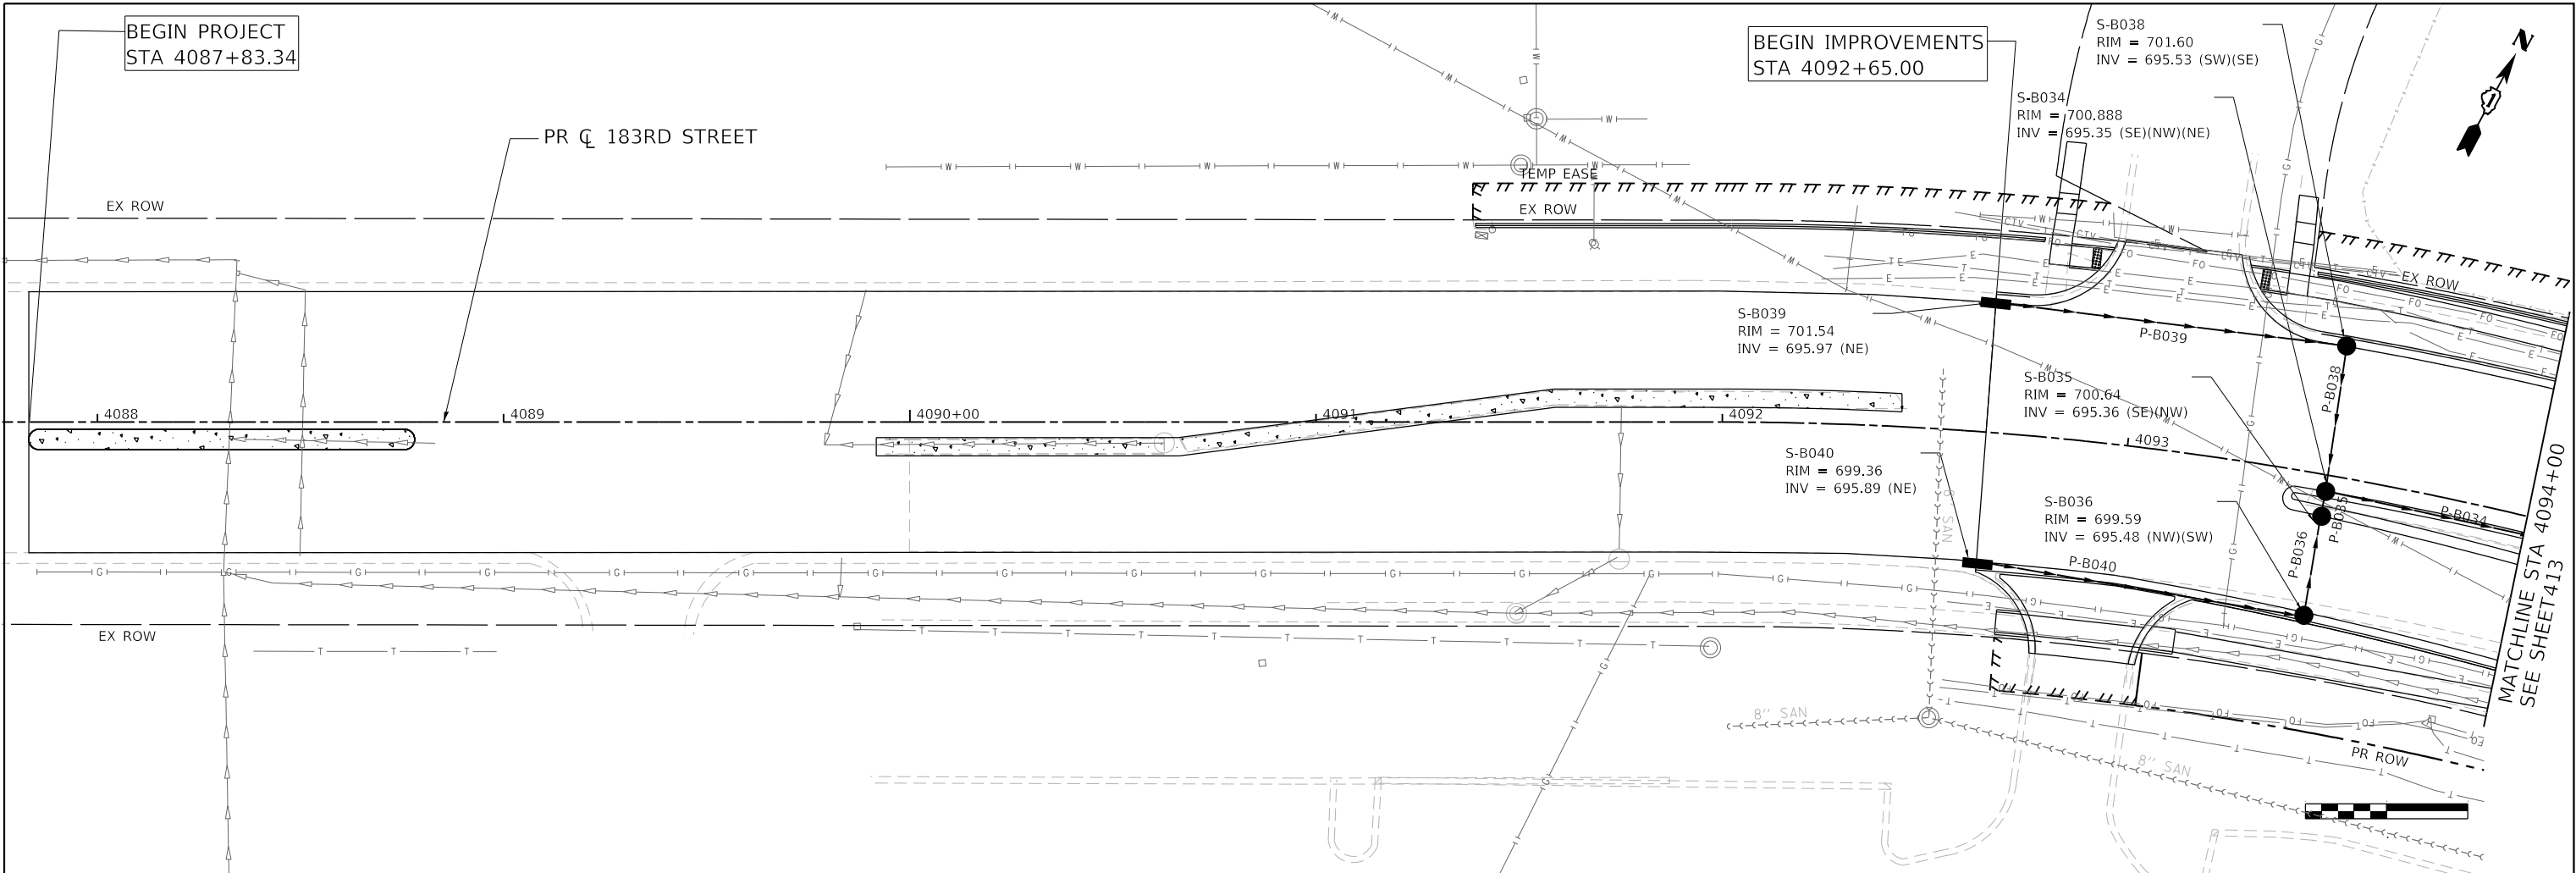 BEGIN PROJECT
STA 4087+83.34
PR ℄ 183RD STREET
BEGIN IMPROVEMENTS
STA 4092+65.00
S-B038
RIM = 701.60
INV = 695.53 (SW)(SE)
N
S-B034
RIM = 700.888
INV = 695.35 (SE)(NW)(NE)
TEMP EASE
EX ROW
EX ROW
EX ROW
S-B039
RIM = 701.54
INV = 695.97 (NE)
P-B039
P-B038
S-B035
RIM = 700.64
INV = 695.36 (SE)(NW)
4088
4089
4090+00
4091
4092
4093
S-B040
RIM = 699.36
INV = 695.89 (NE)
S-B036
RIM = 699.59
INV = 695.48 (NW)(SW)
P-B034
P-B035
P-B036
P-B040
8" SAN
EX ROW
8'' SAN
8'' SAN
PR ROW
MATCHLINE STA 4094+00
SEE SHEET413